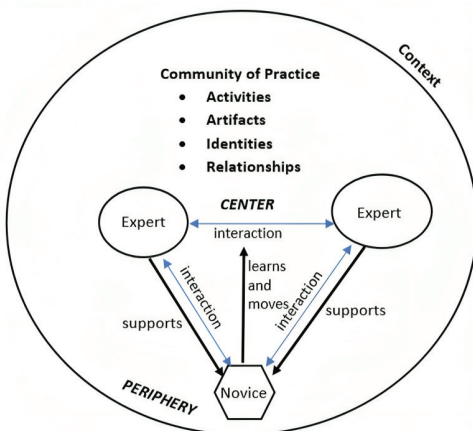 Context
Community of Practice
• Activities
• Artifacts
• Identities
• Relationships
CENTER
Expert
Expert
interaction
interaction
learns
and
moves
interaction
supports
supports
PERIPHERY
Novice